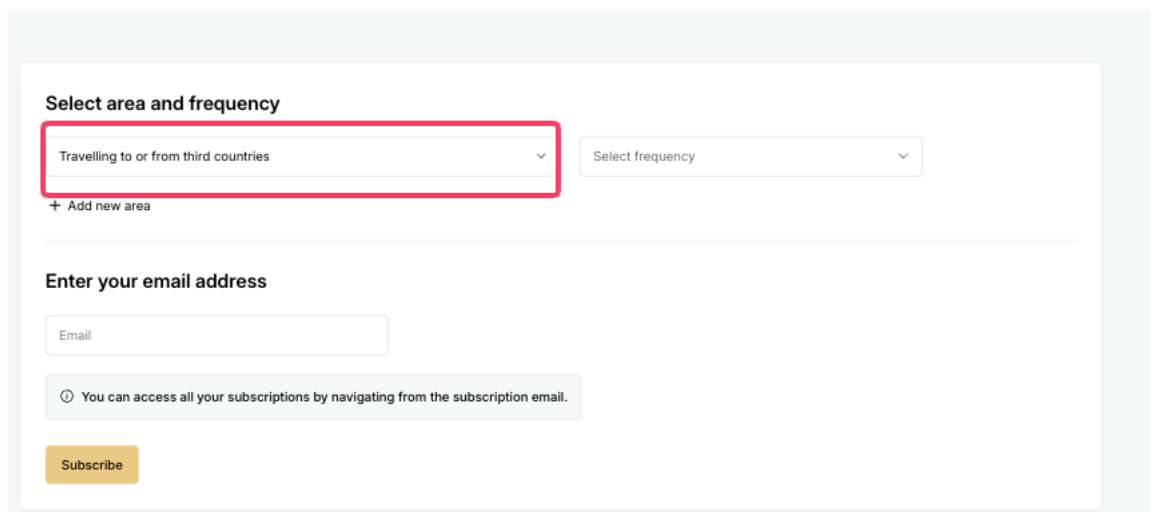 Select area and frequency
Travelling to or from third countries
Select frequency
+ Add new area
Enter your email address
Email
You can access all your subscriptions by navigating from the subscription email.
Subscribe